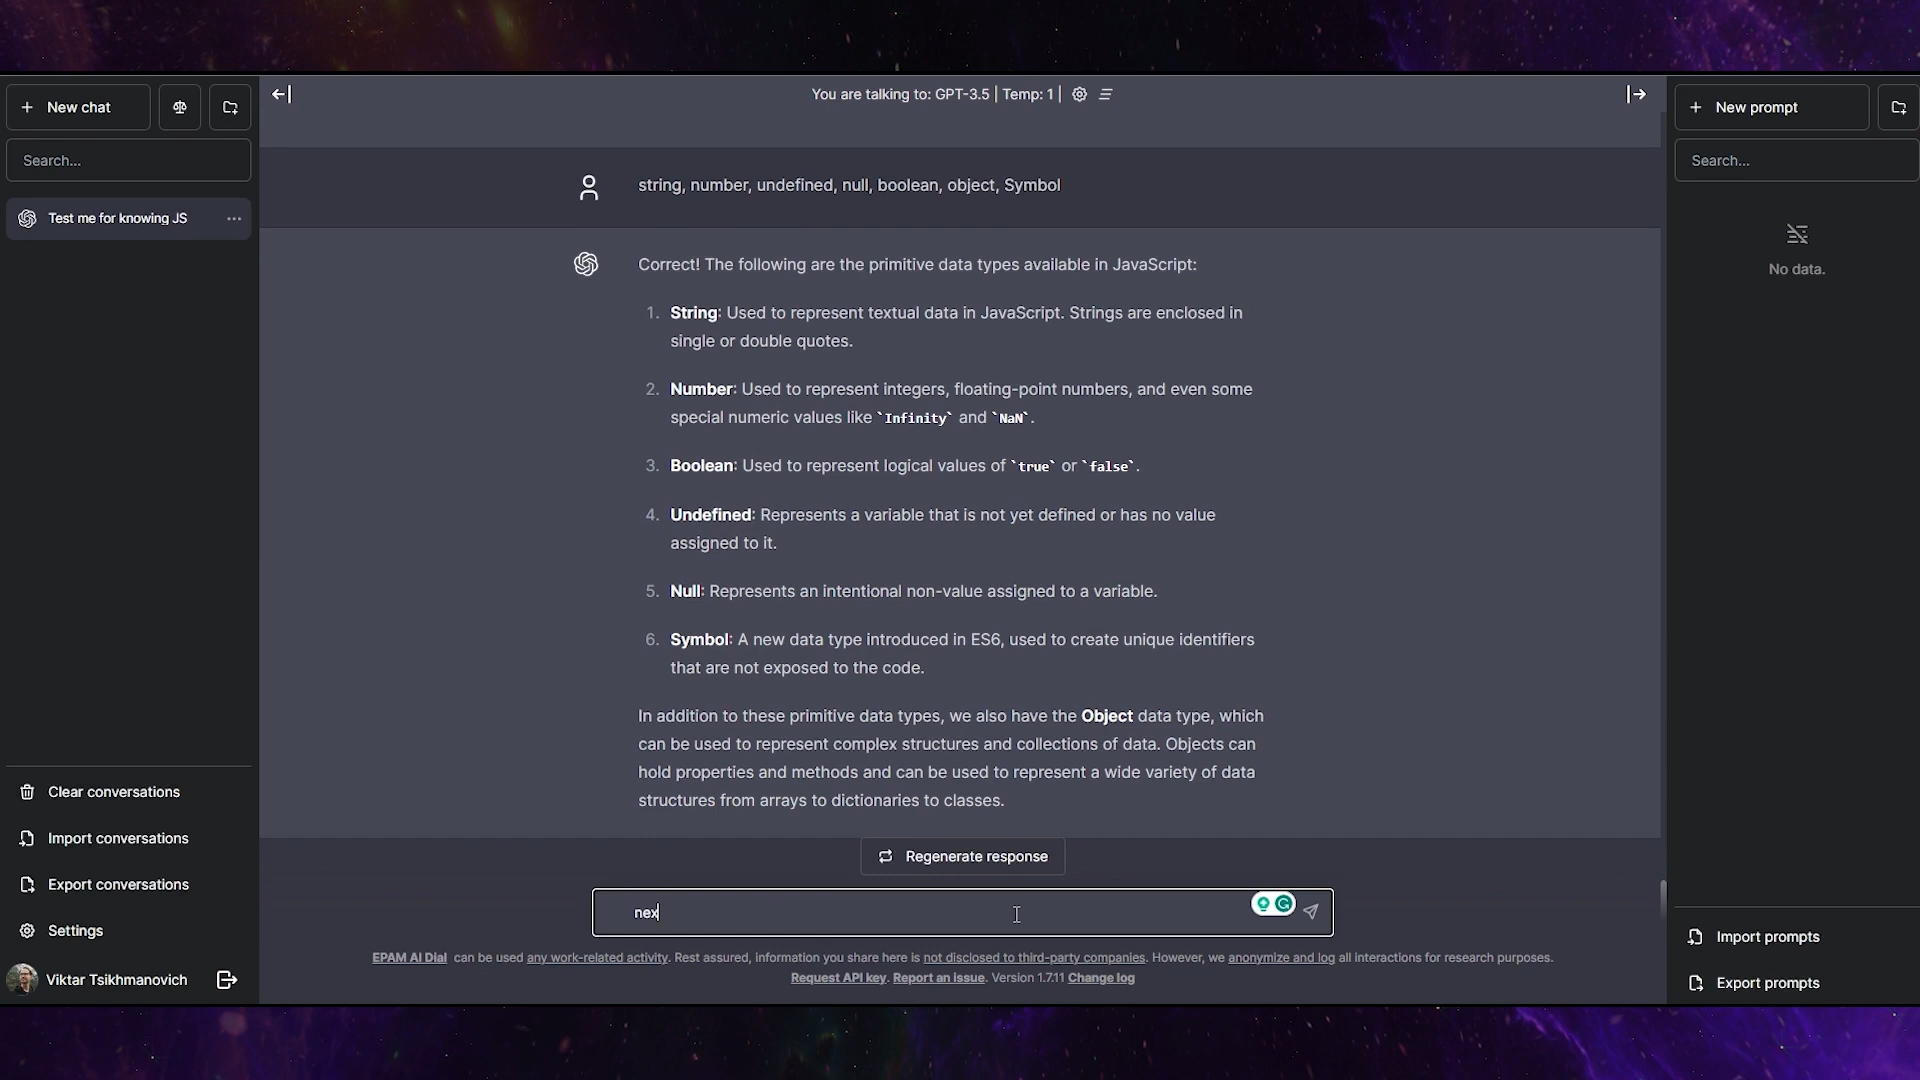 New chat
Search...
Test me for knowing JS
Clear conversations
Import conversations
Export conversations
Settings
Viktar Tsikhmanovich
You are talking to: GPT-3.5 | Temp: 1 |
string, number, undefined, null, boolean, object, Symbol
Correct! The following are the primitive data types available in JavaScript:
1. String: Used to represent textual data in JavaScript. Strings are enclosed in
single or double quotes.
2. Number: Used to represent integers, floating-point numbers, and even some
special numeric values like `Infinity` and `NaN`.
3. Boolean: Used to represent logical values of `true` or `false`.
4. Undefined: Represents a variable that is not yet defined or has no value
assigned to it.
5. Null: Represents an intentional non-value assigned to a variable.
6. Symbol: A new data type introduced in ES6, used to create unique identifiers
that are not exposed to the code.
In addition to these primitive data types, we also have the Object data type, which
can be used to represent complex structures and collections of data. Objects can
hold properties and methods and can be used to represent a wide variety of data
structures from arrays to dictionaries to classes.
Regenerate response
nex
EPAM AI Dial can be used any work-related activity. Rest assured, information you share here is not disclosed to third-party companies. However, we anonymize and log all interactions for research purposes.
Request API key. Report an issue. Version 1.7.11 Change log
New prompt
Search...
No data.
Import prompts
Export prompts